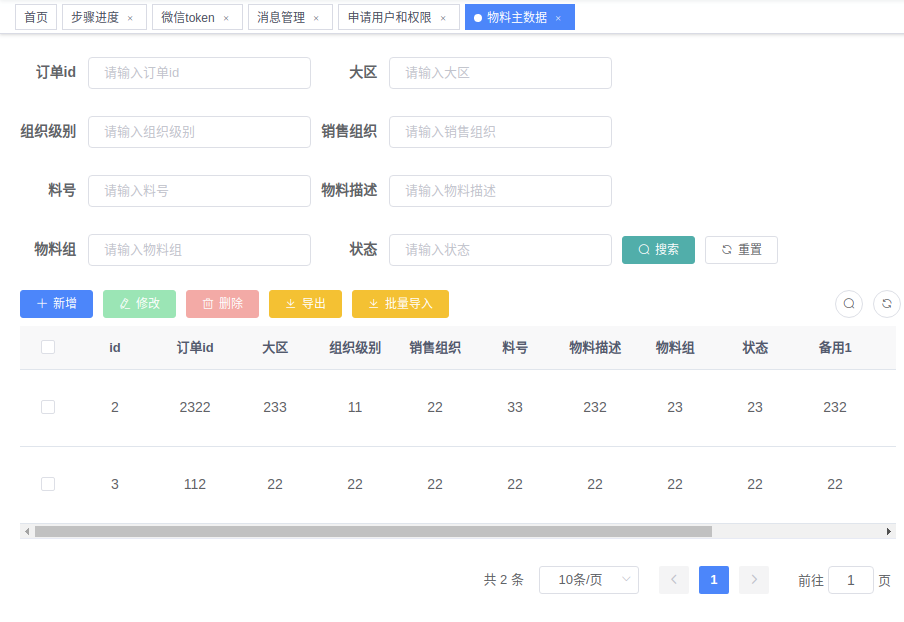 首页 步骤进度 × 微信token × 消息管理 × 申请用户和权限 × 物料主数据 ×
订单id 请输入订单id 大区 请输入大区
组织级别 请输入组织级别 销售组织 请输入销售组织
料号 请输入料号 物料描述 请输入物料描述
物料组 请输入物料组 状态 请输入状态 搜索 重置
新增 修改 删除 导出 批量导入
id 订单id 大区 组织级别 销售组织 料号 物料描述 物料组 状态 备用1
2 2322 233 11 22 33 232 23 23 232
3 112 22 22 22 22 22 22 22 22
共 2 条 10条/页 1 前往 1 页